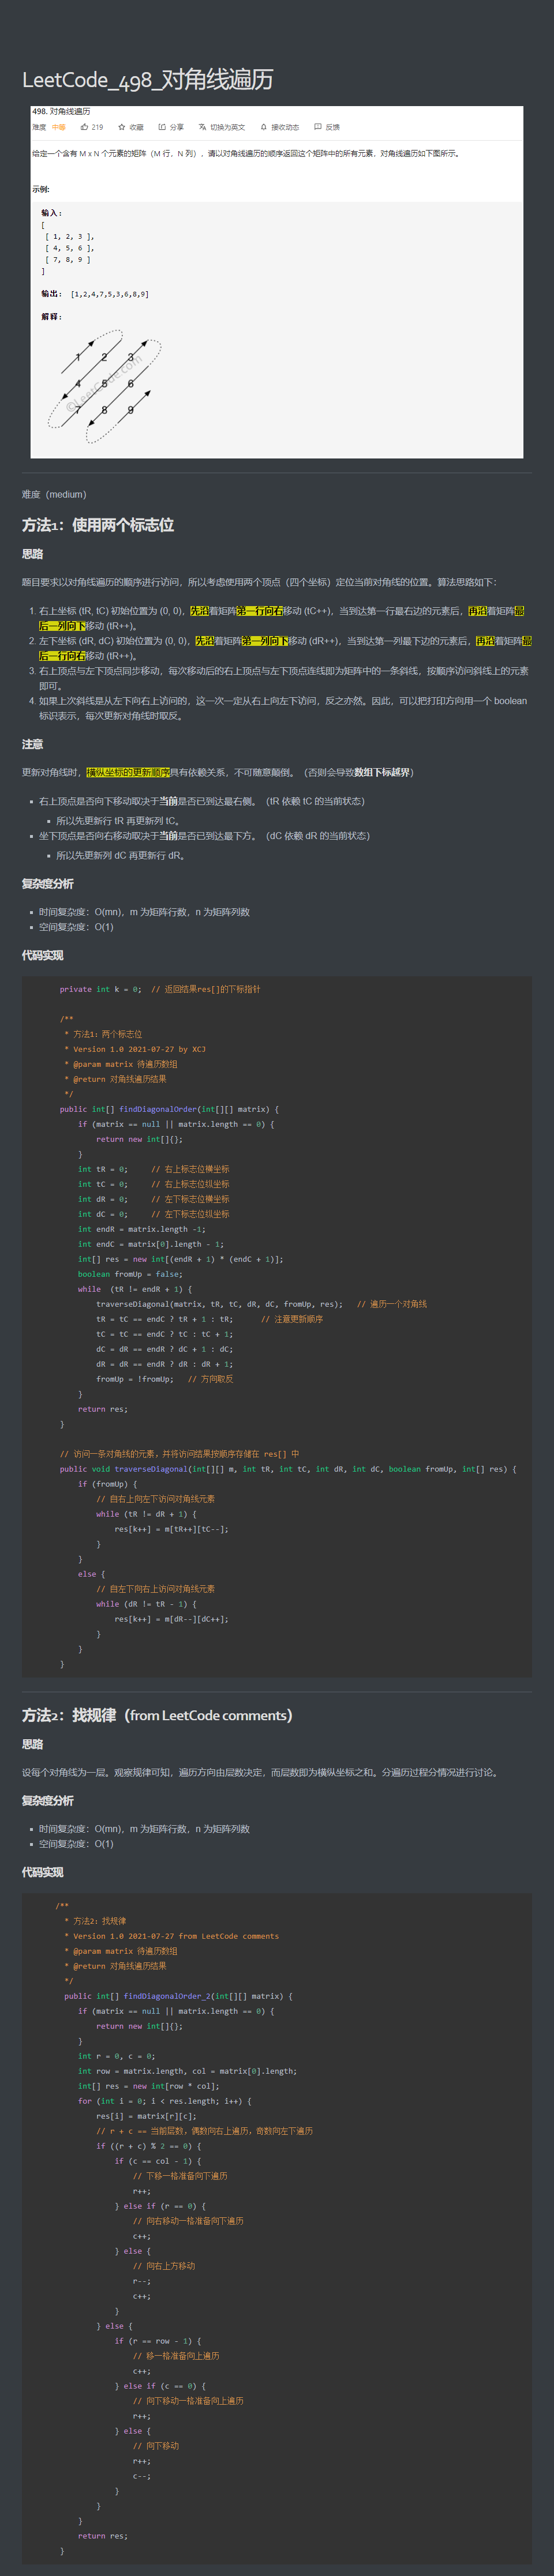 LeetCode_498_对角线遍历
498. 对角线遍历
难度 中等 219 收藏 分享 切换为英文 接收动态 反馈
给定一个含有 M x N 个元素的矩阵（M 行，N 列），请以对角线遍历的顺序返回这个矩阵中的所有元素，对角线遍历如下图所示。
示例:
输入:
[
[ 1, 2, 3 ],
[ 4, 5, 6 ],
[ 7, 8, 9 ]
]
输出: [1,2,4,7,5,3,6,8,9]
解释:
1 2 3
4 5 6
7 8 9
©LeetCode.com
难度（medium）
方法1：使用两个标志位
思路
题目要求以对角线遍历的顺序进行访问，所以考虑使用两个顶点（四个坐标）定位当前对角线的位置。算法思路如下：
1. 右上坐标 (tR, tC) 初始位置为 (0, 0)，先沿着矩阵第一行向右移动 (tC++)，当到达第一行最右边的元素后，再沿着矩阵最
后一列向下移动 (tR++)。
2. 左下坐标 (dR, dC) 初始位置为 (0, 0)，先沿着矩阵第一列向下移动 (dR++)，当到达第一列最下边的元素后，再沿着矩阵最
后一行向右移动 (tR++)。
3. 右上顶点与左下顶点同步移动，每次移动后的右上顶点与左下顶点连线即为矩阵中的一条斜线，按顺序访问斜线上的元素
即可。
4. 如果上次斜线是从左下向右上访问的，这一次一定从右上向左下访问，反之亦然。因此，可以把打印方向用一个 boolean
标识表示，每次更新对角线时取反。
注意
更新对角线时，横纵坐标的更新顺序具有依赖关系，不可随意颠倒。（否则会导致数组下标越界）
右上顶点是否向下移动取决于当前是否已到达最右侧。（tR 依赖 tC 的当前状态）
所以先更新行 tR 再更新列 tC。
坐下顶点是否向右移动取决于当前是否已到达最下方。（dC 依赖 dR 的当前状态）
所以先更新列 dC 再更新行 dR。
复杂度分析
时间复杂度：O(mn)，m 为矩阵行数，n 为矩阵列数
空间复杂度：O(1)
代码实现
private int k = 0;  // 返回结果res[]的下标指针
/**
* 方法1：两个标志位
* Version 1.0 2021-07-27 by XCJ
* @param matrix 待遍历数组
* @return 对角线遍历结果
*/
public int[] findDiagonalOrder(int[][] matrix) {
if (matrix == null || matrix.length == 0) {
return new int[]{};
}
int tR = 0;     // 右上标志位横坐标
int tC = 0;     // 右上标志位纵坐标
int dR = 0;     // 左下标志位横坐标
int dC = 0;     // 左下标志位纵坐标
int endR = matrix.length -1;
int endC = matrix[0].length - 1;
int[] res = new int[(endR + 1) * (endC + 1)];
boolean fromUp = false;
while  (tR != endR + 1) {
traverseDiagonal(matrix, tR, tC, dR, dC, fromUp, res);   // 遍历一个对角线
tR = tC == endC ? tR + 1 : tR;      // 注意更新顺序
tC = tC == endC ? tC : tC + 1;
dC = dR == endR ? dC + 1 : dC;
dR = dR == endR ? dR : dR + 1;
fromUp = !fromUp;   // 方向取反
}
return res;
}
// 访问一条对角线的元素，并将访问结果按顺序存储在 res[] 中
public void traverseDiagonal(int[][] m, int tR, int tC, int dR, int dC, boolean fromUp, int[] res) {
if (fromUp) {
// 自右上向左下访问对角线元素
while (tR != dR + 1) {
res[k++] = m[tR++][tC--];
}
}
else {
// 自左下向右上访问对角线元素
while (dR != tR - 1) {
res[k++] = m[dR--][dC++];
}
}
}
方法2：找规律（from LeetCode comments）
思路
设每个对角线为一层。观察规律可知，遍历方向由层数决定，而层数即为横纵坐标之和。分遍历过程分情况进行讨论。
复杂度分析
时间复杂度：O(mn)，m 为矩阵行数，n 为矩阵列数
空间复杂度：O(1)
代码实现
/**
* 方法2：找规律
* Version 1.0 2021-07-27 from LeetCode comments
* @param matrix 待遍历数组
* @return 对角线遍历结果
*/
public int[] findDiagonalOrder_2(int[][] matrix) {
if (matrix == null || matrix.length == 0) {
return new int[]{};
}
int r = 0, c = 0;
int row = matrix.length, col = matrix[0].length;
int[] res = new int[row * col];
for (int i = 0; i < res.length; i++) {
res[i] = matrix[r][c];
// r + c == 当前层数，偶数向右上遍历，奇数向左下遍历
if ((r + c) % 2 == 0) {
if (c == col - 1) {
// 下移一格准备向下遍历
r++;
} else if (r == 0) {
// 向右移动一格准备向下遍历
c++;
} else {
// 向右上方移动
r--;
c++;
}
} else {
if (r == row - 1) {
// 移一格准备向上遍历
c++;
} else if (c == 0) {
// 向下移动一格准备向上遍历
r++;
} else {
// 向下移动
r++;
c--;
}
}
}
return res;
}